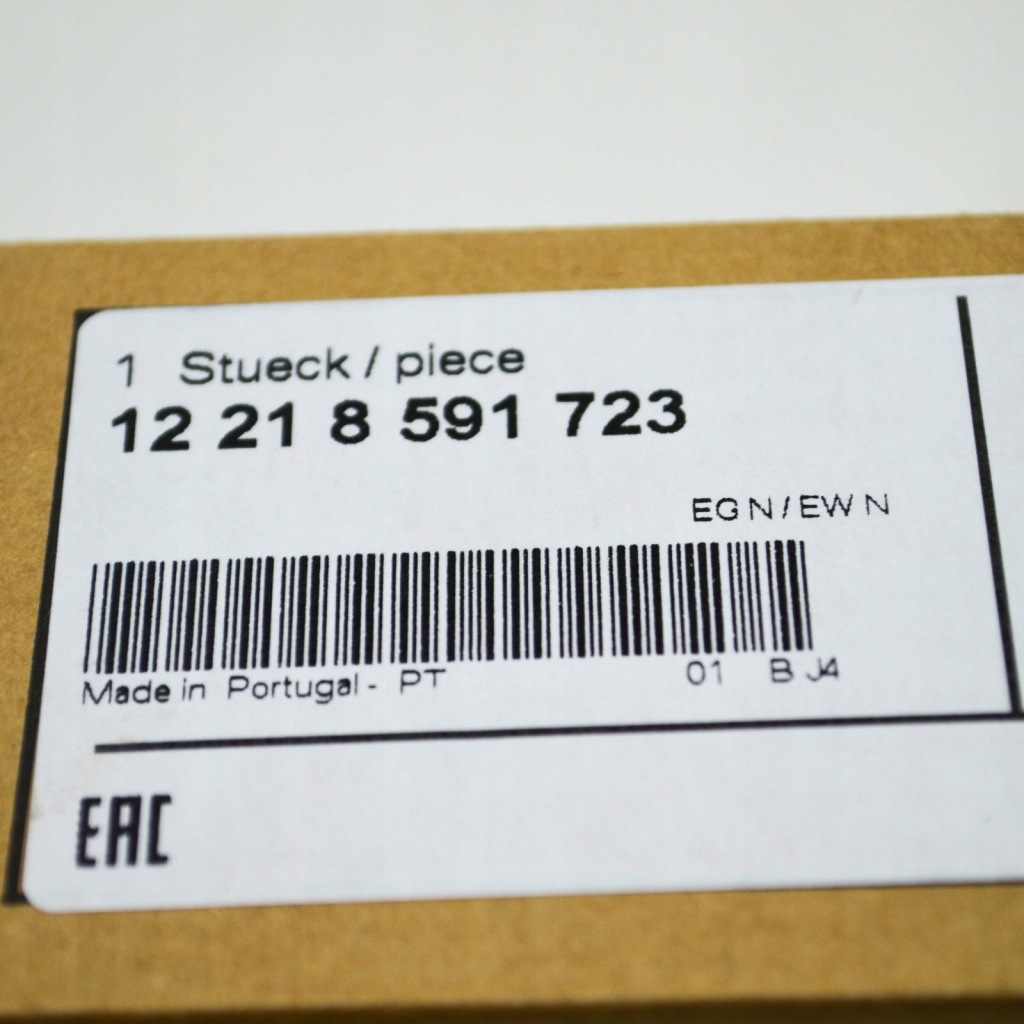 1 Stueck / piece
12 21 8 591 723
EG N / EW N
Made in Portugal - PT 01 B J4
EAC